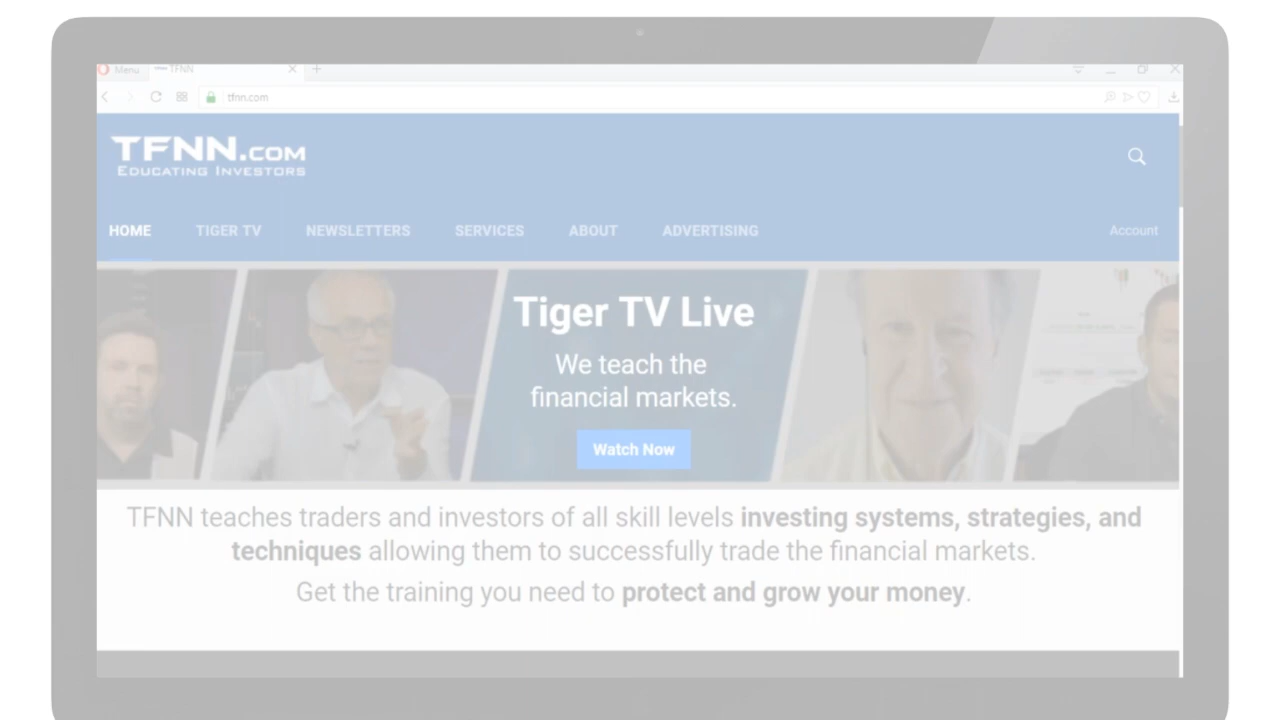 Menu
TFNN
tfnn.com
TFNN.COM
EDUCATING INVESTORS
HOME TIGER TV NEWSLETTERS SERVICES ABOUT ADVERTISING Account
Tiger TV Live
We teach the
financial markets.
Watch Now
TFNN teaches traders and investors of all skill levels investing systems, strategies, and
techniques allowing them to successfully trade the financial markets.
Get the training you need to protect and grow your money.